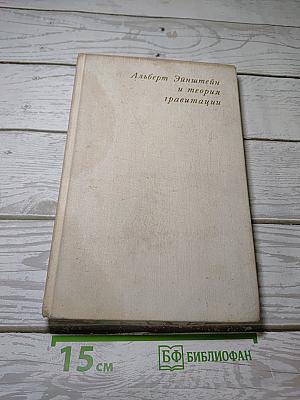 Альберт Эйнштейн
и теория
гравитации
15 см
БФ БИБЛИОФАН